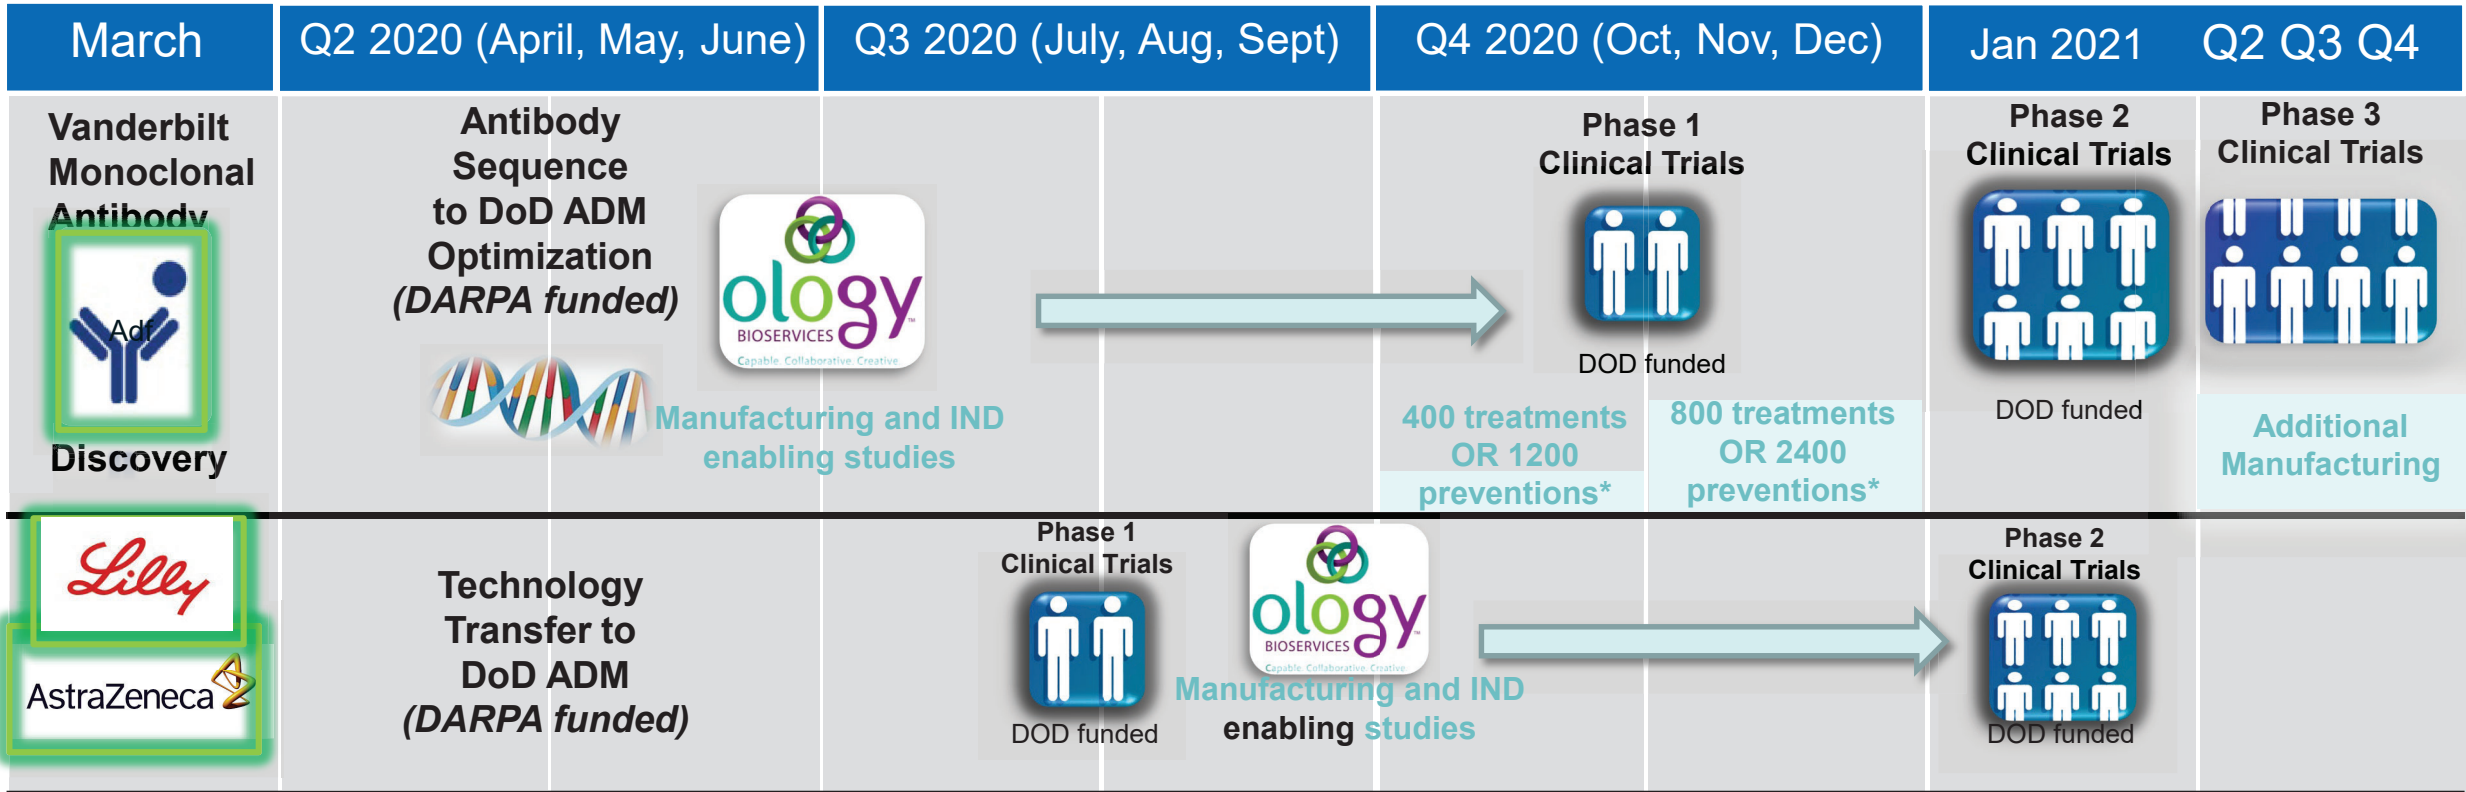 March
Q2 2020 (April, May, June)
Q3 2020 (July, Aug, Sept)
Q4 2020 (Oct, Nov, Dec)
Jan 2021
Q2 Q3 Q4
Vanderbilt
Monoclonal
Antibody
Adf
Discovery
Antibody
Sequence
to DoD ADM
Optimization
(DARPA funded)
ology
BIOSERVICES
Capable. Collaborative. Creative.
Manufacturing and IND
enabling studies
Phase 1
Clinical Trials
DOD funded
400 treatments
OR 1200
preventions*
800 treatments
OR 2400
preventions*
Phase 2
Clinical Trials
DOD funded
Phase 3
Clinical Trials
Additional
Manufacturing
Lilly
AstraZeneca
Technology
Transfer to
DoD ADM
(DARPA funded)
Phase 1
Clinical Trials
DOD funded
ology
BIOSERVICES
Capable. Collaborative. Creative.
Manufacturing and IND
enabling studies
Phase 2
Clinical Trials
DOD funded